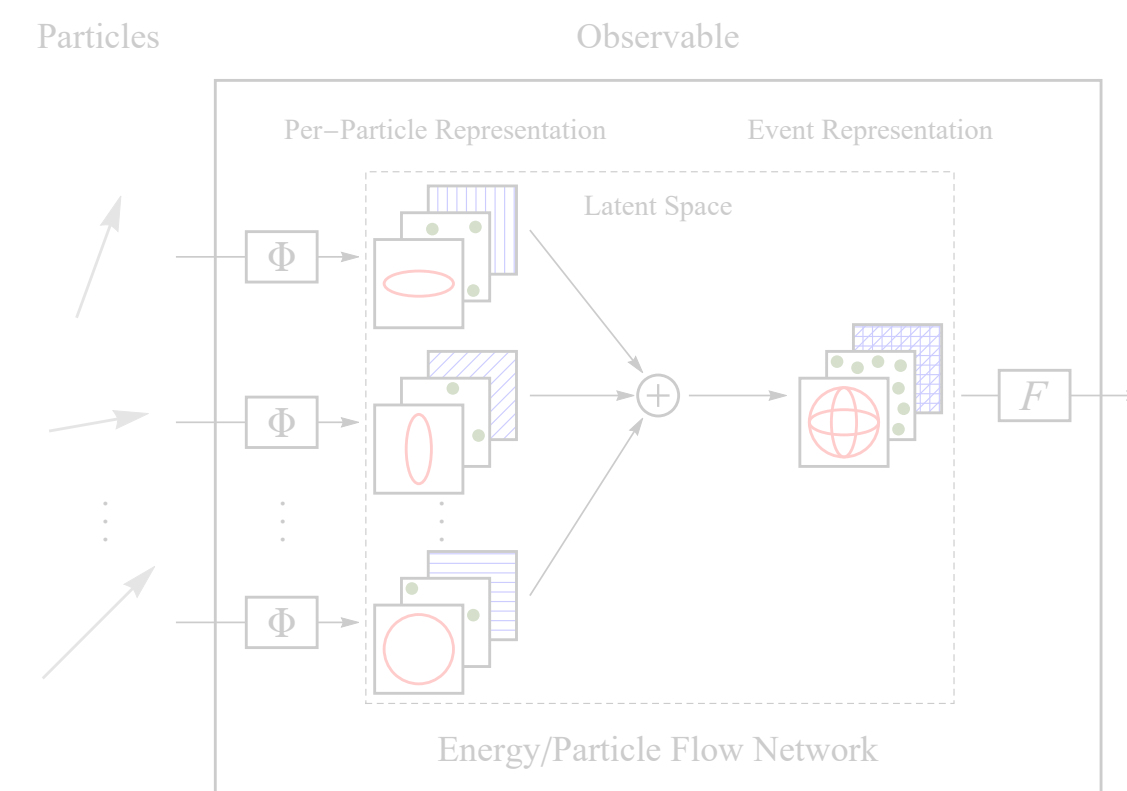 Particles
Observable
Per−Particle Representation
Event Representation
Latent Space
Φ
Φ
F
Φ
Energy/Particle Flow Network